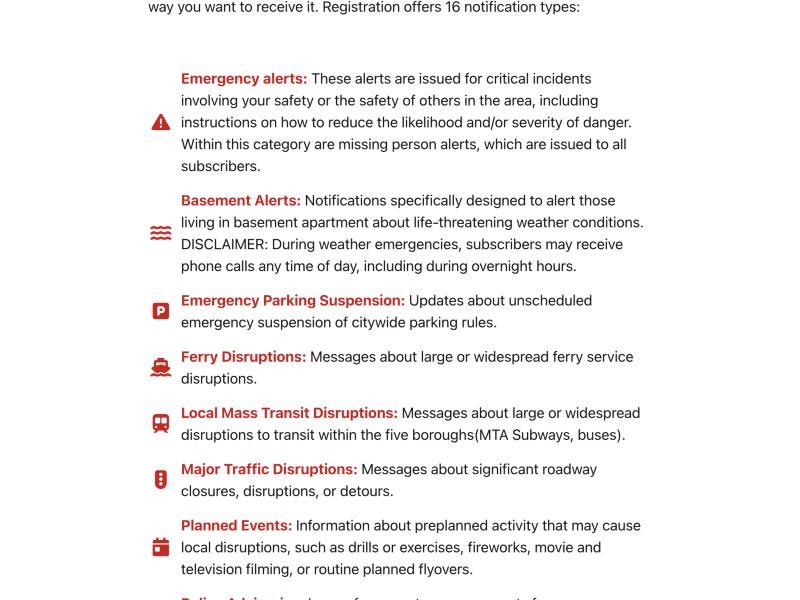 way you want to receive it. Registration offers 16 notification types:
Emergency alerts: These alerts are issued for critical incidents
involving your safety or the safety of others in the area, including
instructions on how to reduce the likelihood and/or severity of danger.
Within this category are missing person alerts, which are issued to all
subscribers.
Basement Alerts: Notifications specifically designed to alert those
living in basement apartment about life-threatening weather conditions.
DISCLAIMER: During weather emergencies, subscribers may receive
phone calls any time of day, including during overnight hours.
Emergency Parking Suspension: Updates about unscheduled
emergency suspension of citywide parking rules.
Ferry Disruptions: Messages about large or widespread ferry service
disruptions.
Local Mass Transit Disruptions: Messages about large or widespread
disruptions to transit within the five boroughs(MTA Subways, buses).
Major Traffic Disruptions: Messages about significant roadway
closures, disruptions, or detours.
Planned Events: Information about preplanned activity that may cause
local disruptions, such as drills or exercises, fireworks, movie and
television filming, or routine planned flyovers.